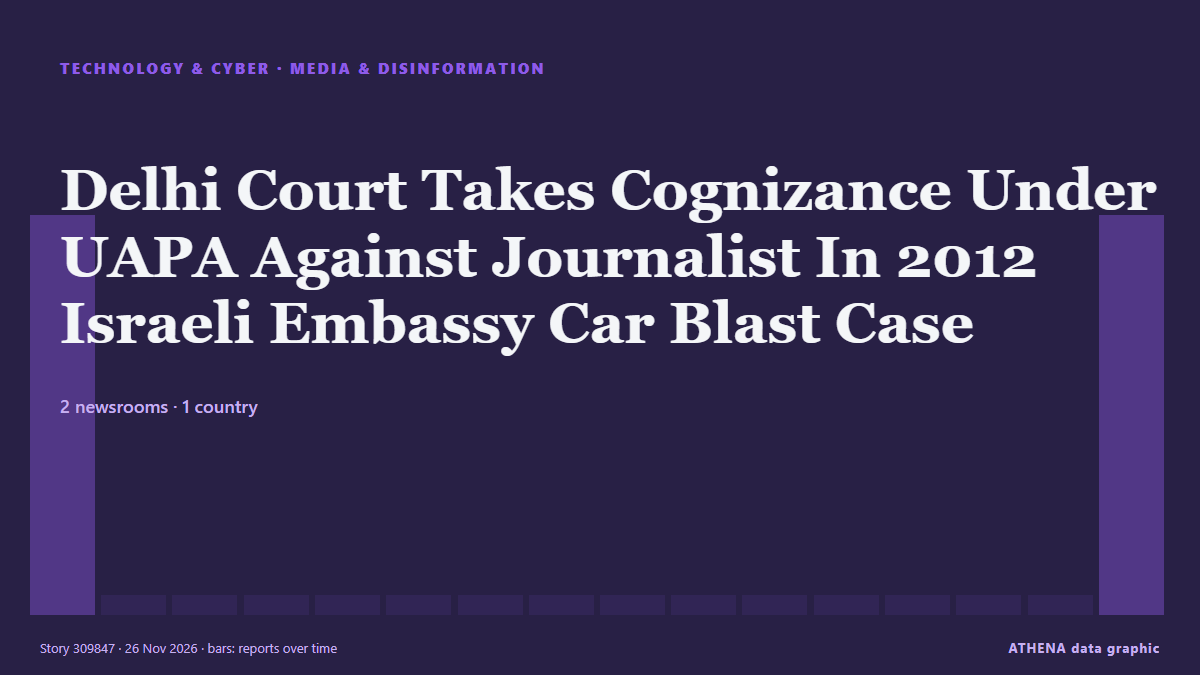 TECHNOLOGY & CYBER · MEDIA & DISINFORMATION
Delhi Court Takes Cognizance Under
UAPA Against Journalist In 2012
Israeli Embassy Car Blast Case
2 newsrooms · 1 country
Story 309847 · 26 Nov 2026 · bars: reports over time
ATHENA data graphic